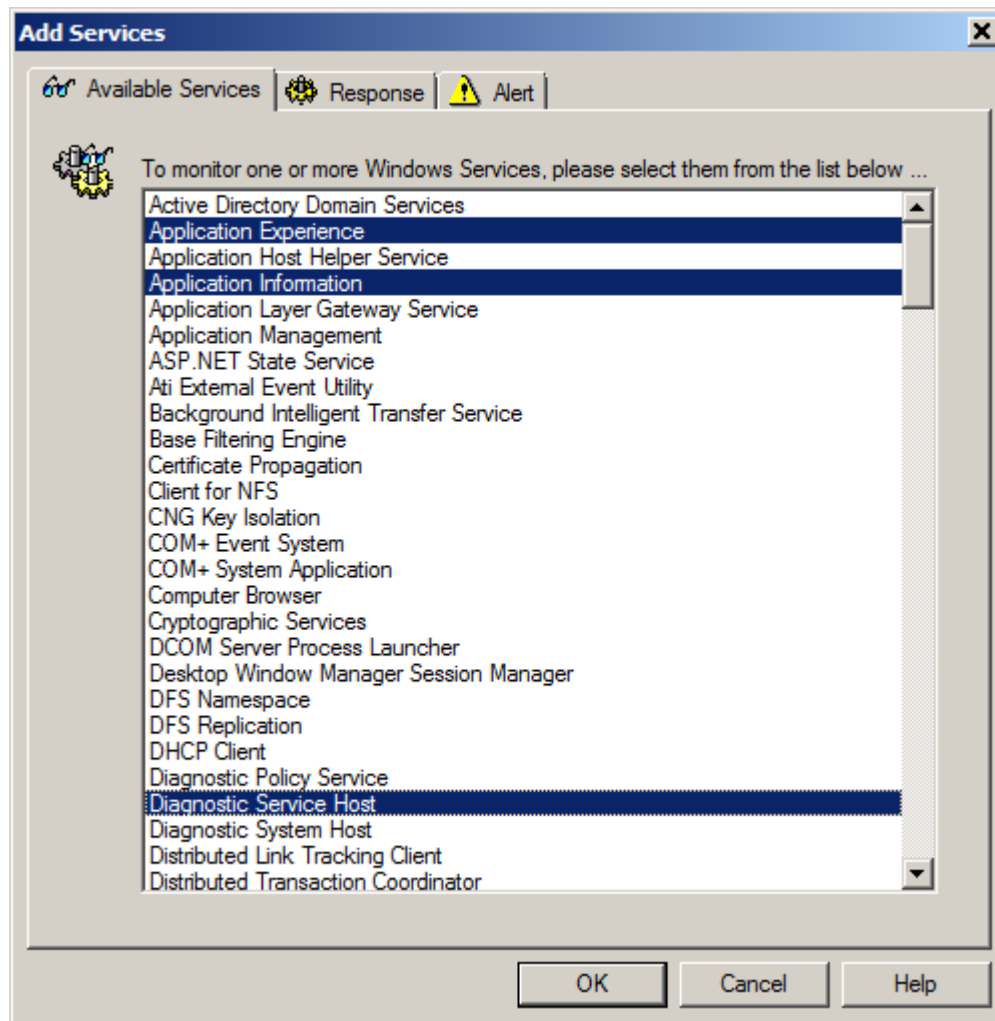 Add Services
Available Services
Response
Alert
To monitor one or more Windows Services, please select them from the list below ...
Active Directory Domain Services
Application Experience
Application Host Helper Service
Application Information
Application Layer Gateway Service
Application Management
ASP.NET State Service
Ati External Event Utility
Background Intelligent Transfer Service
Base Filtering Engine
Certificate Propagation
Client for NFS
CNG Key Isolation
COM+ Event System
COM+ System Application
Computer Browser
Cryptographic Services
DCOM Server Process Launcher
Desktop Window Manager Session Manager
DFS Namespace
DFS Replication
DHCP Client
Diagnostic Policy Service
Diagnostic Service Host
Diagnostic System Host
Distributed Link Tracking Client
Distributed Transaction Coordinator
OK
Cancel
Help